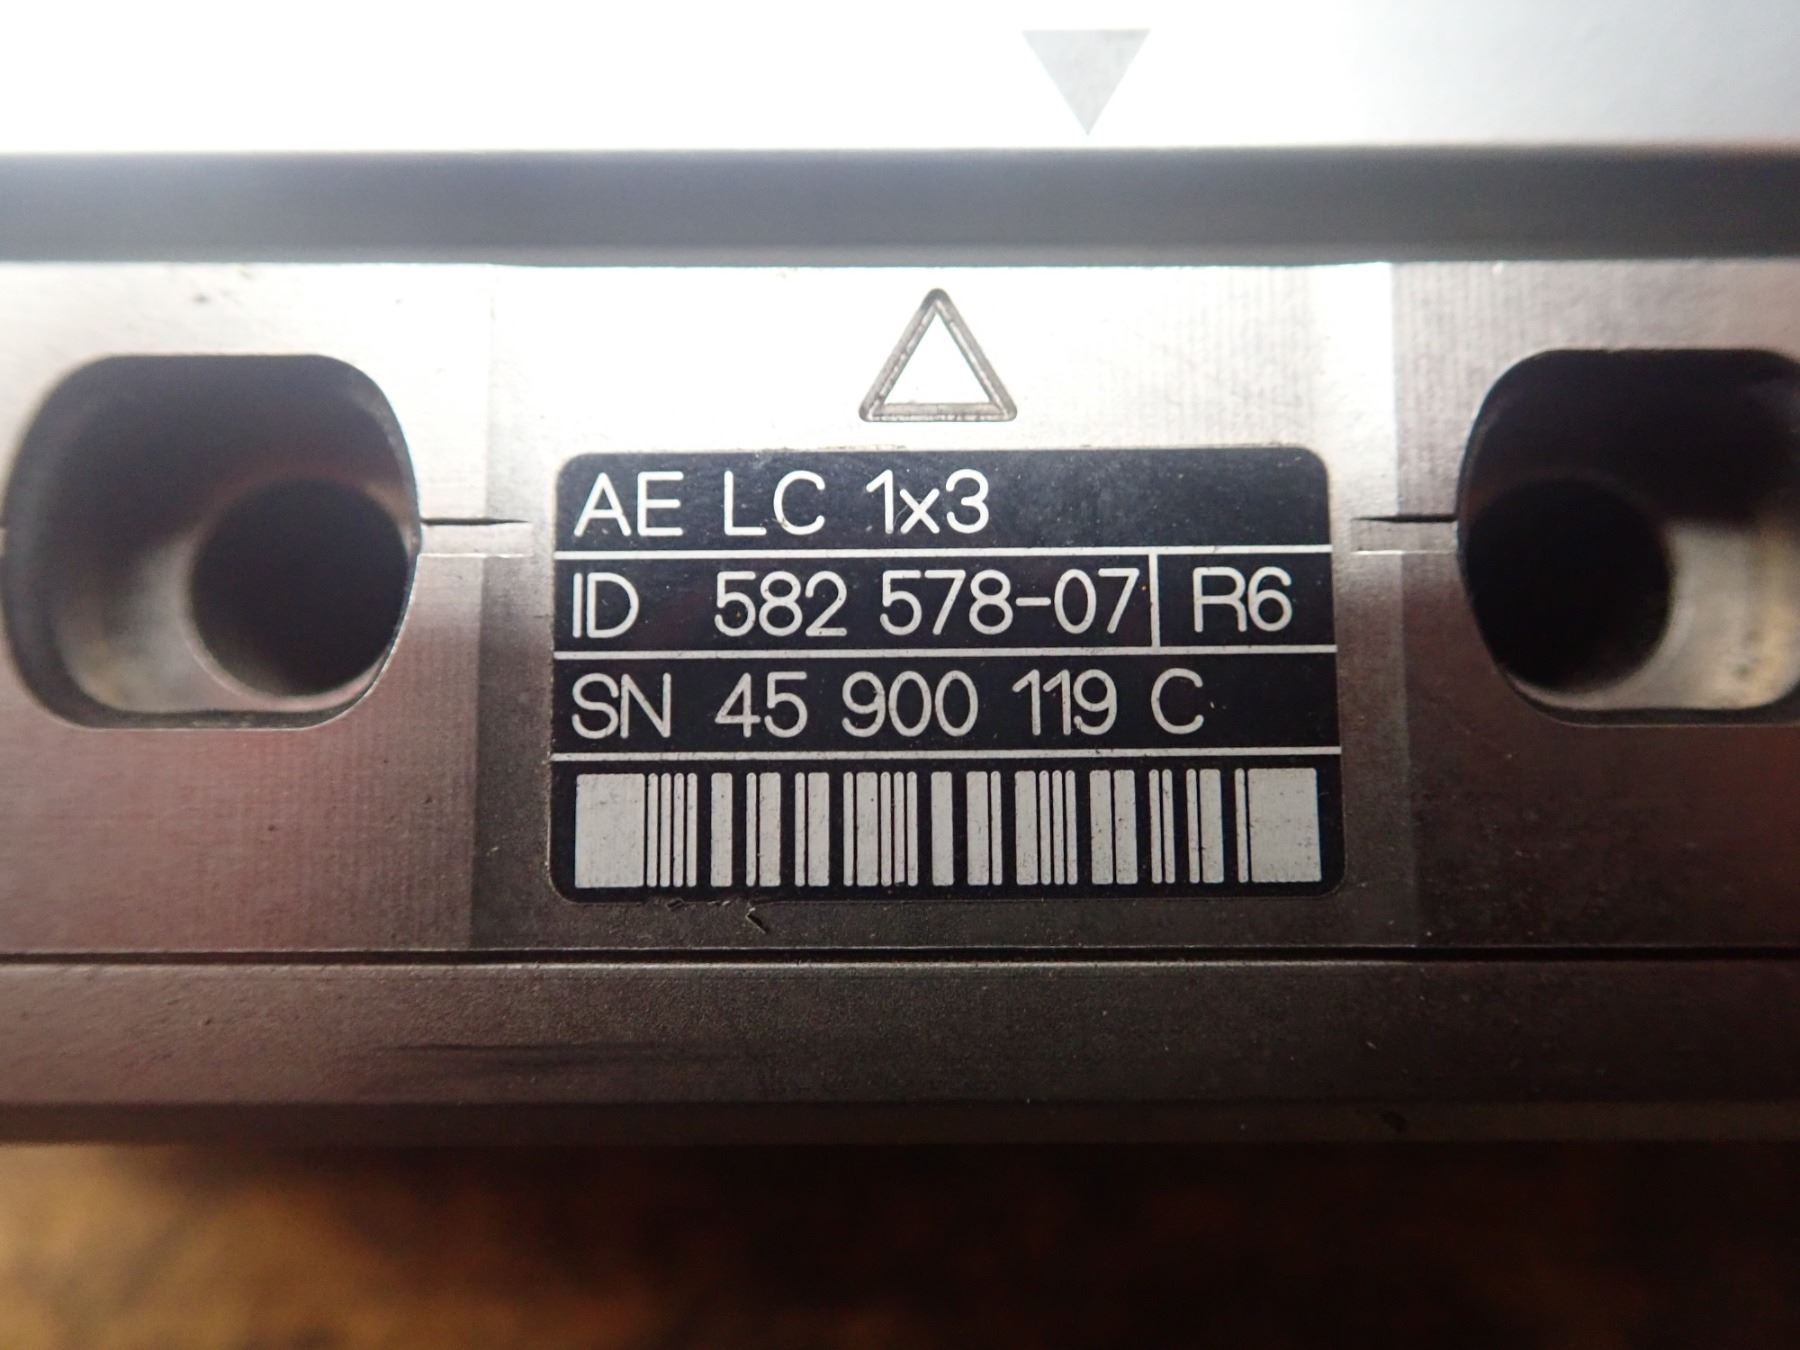 AE LC 1x3
ID 582 578-07 R6
SN 45 900 119 C